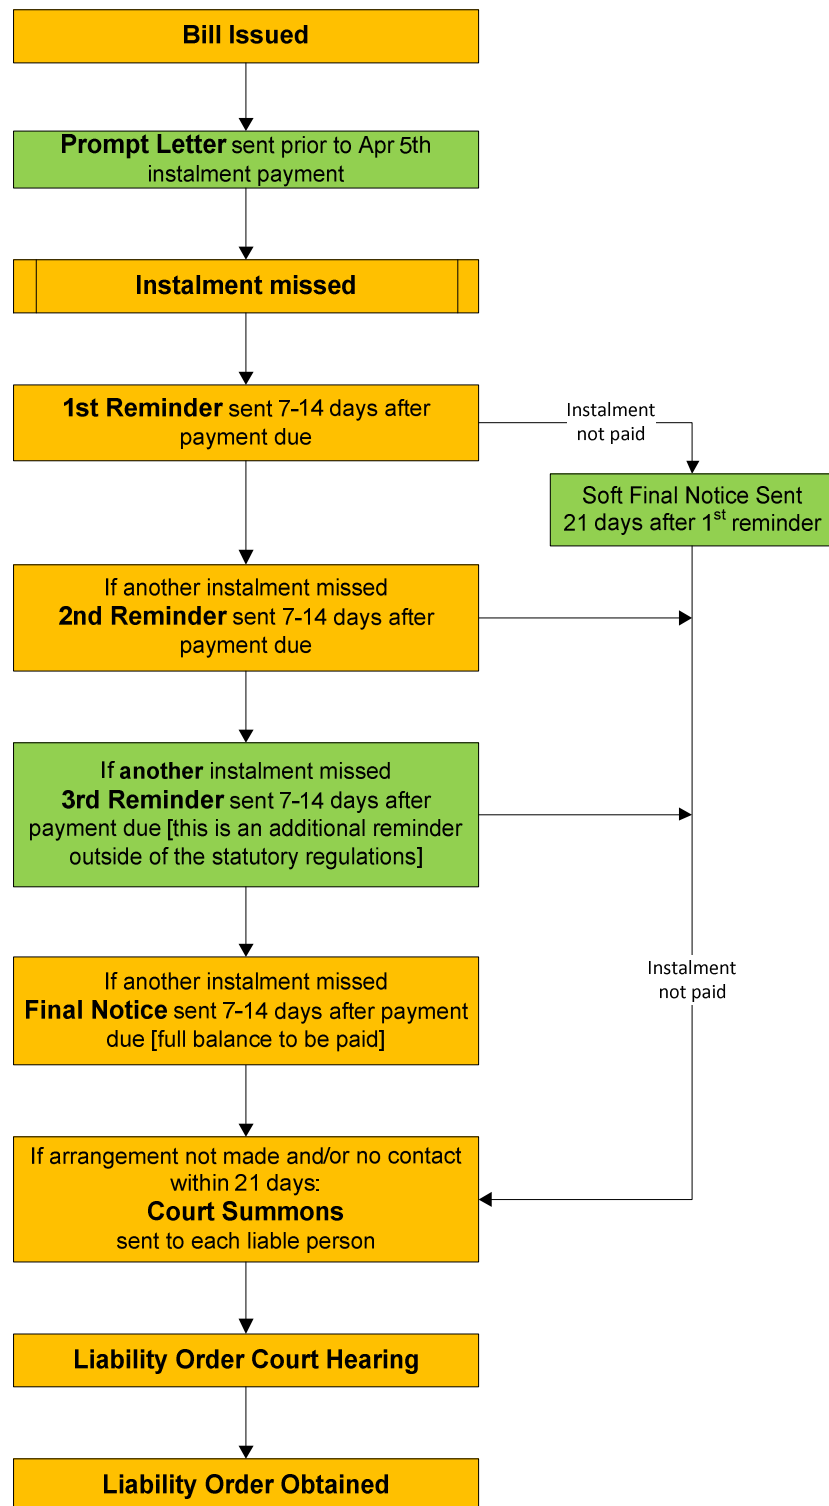 Bill Issued
Prompt Letter sent prior to Apr 5th
instalment payment
Instalment missed
1st Reminder sent 7-14 days after
payment due
Instalment
not paid
Soft Final Notice Sent
21 days after 1st reminder
If another instalment missed
2nd Reminder sent 7-14 days after
payment due
If another instalment missed
3rd Reminder sent 7-14 days after
payment due [this is an additional reminder
outside of the statutory regulations]
If another instalment missed
Final Notice sent 7-14 days after payment
due [full balance to be paid]
Instalment
not paid
If arrangement not made and/or no contact
within 21 days:
Court Summons
sent to each liable person
Liability Order Court Hearing
Liability Order Obtained